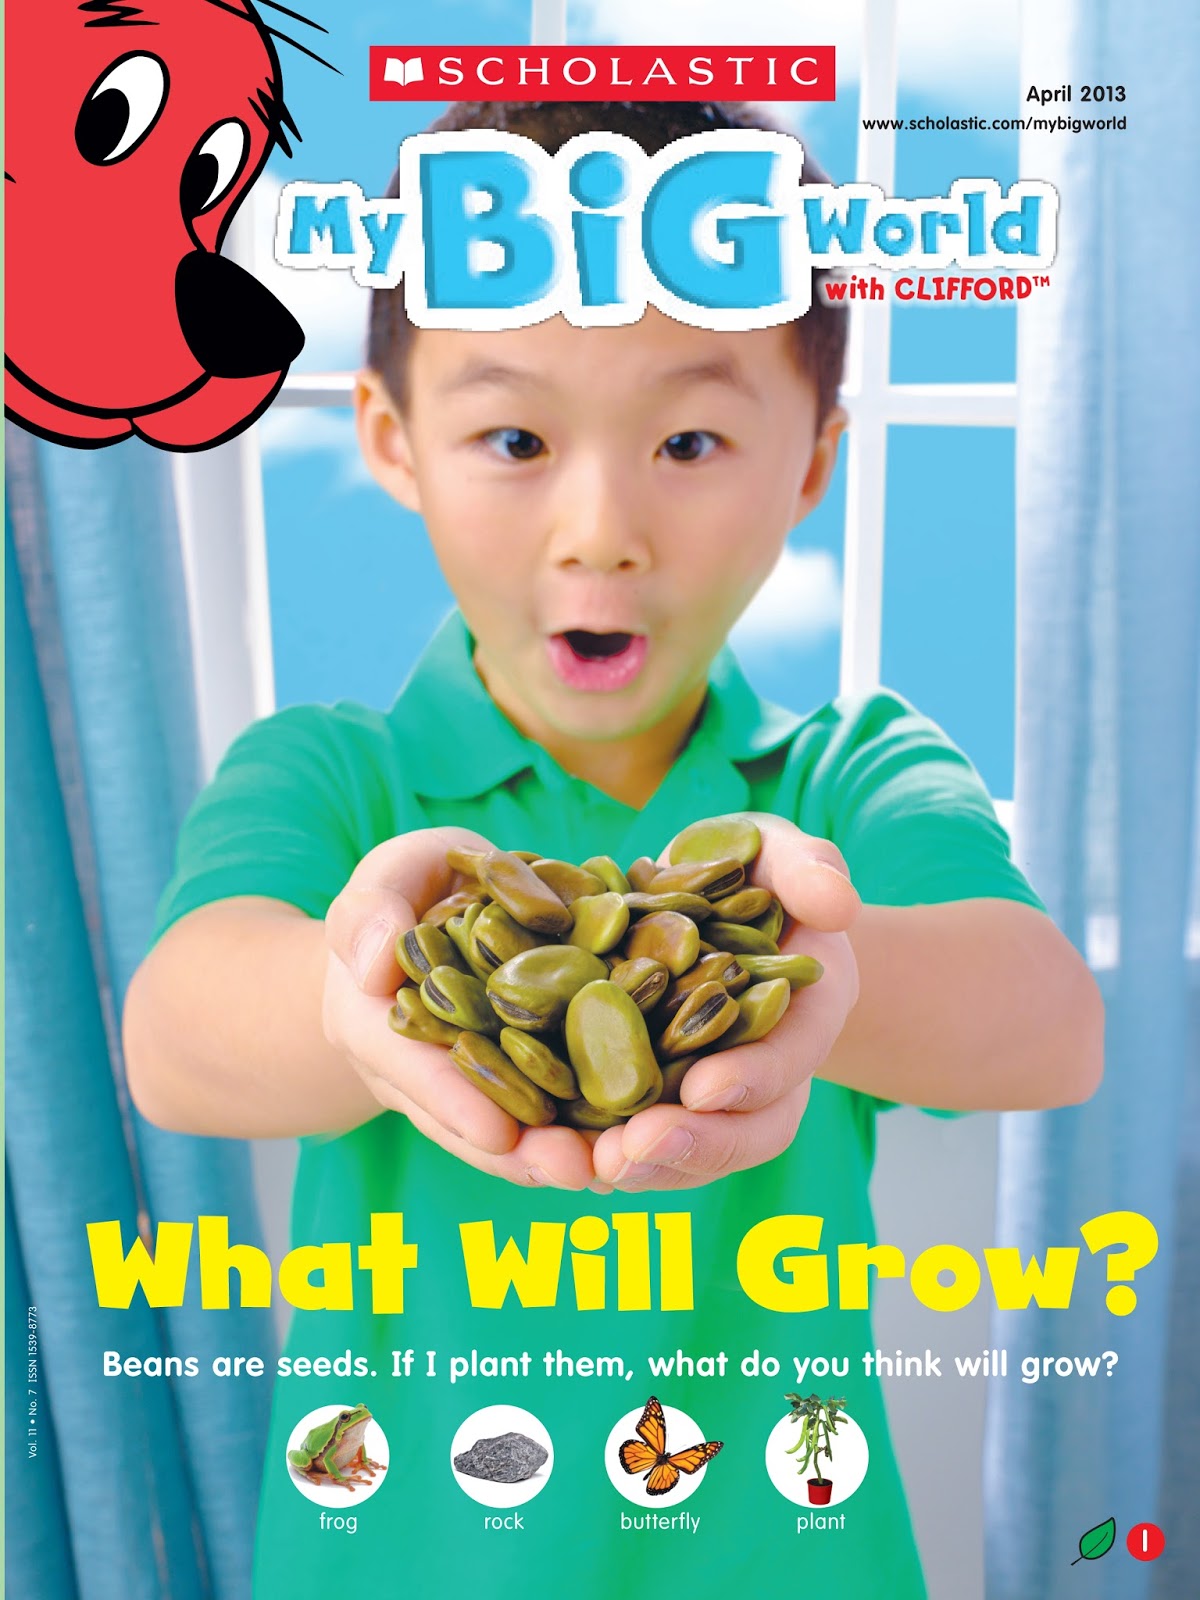 SCHOLASTIC
April 2013
www.scholastic.com/mybigworld
My BiG World
with CLIFFORD™
What Will Grow?
Beans are seeds. If I plant them, what do you think will grow?
frog
rock
butterfly
plant
Vol. 11 • No. 7 ISSN 1539-8773
1